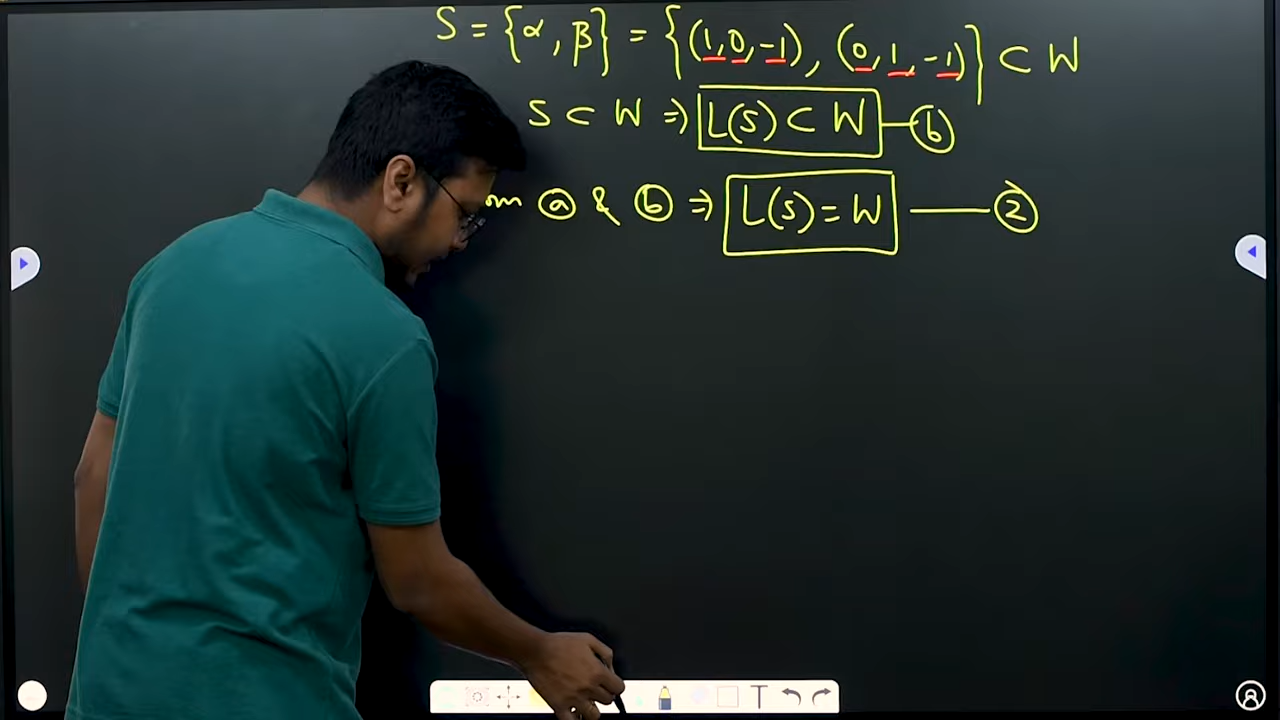 S = {α, β} = {(1,0,-1), (0,1,-1)} ⊂ W
S ⊂ W ⇒ L(S) ⊂ W — ⓑ
ⓐ & ⓑ ⇒ L(S) = W — ②
T